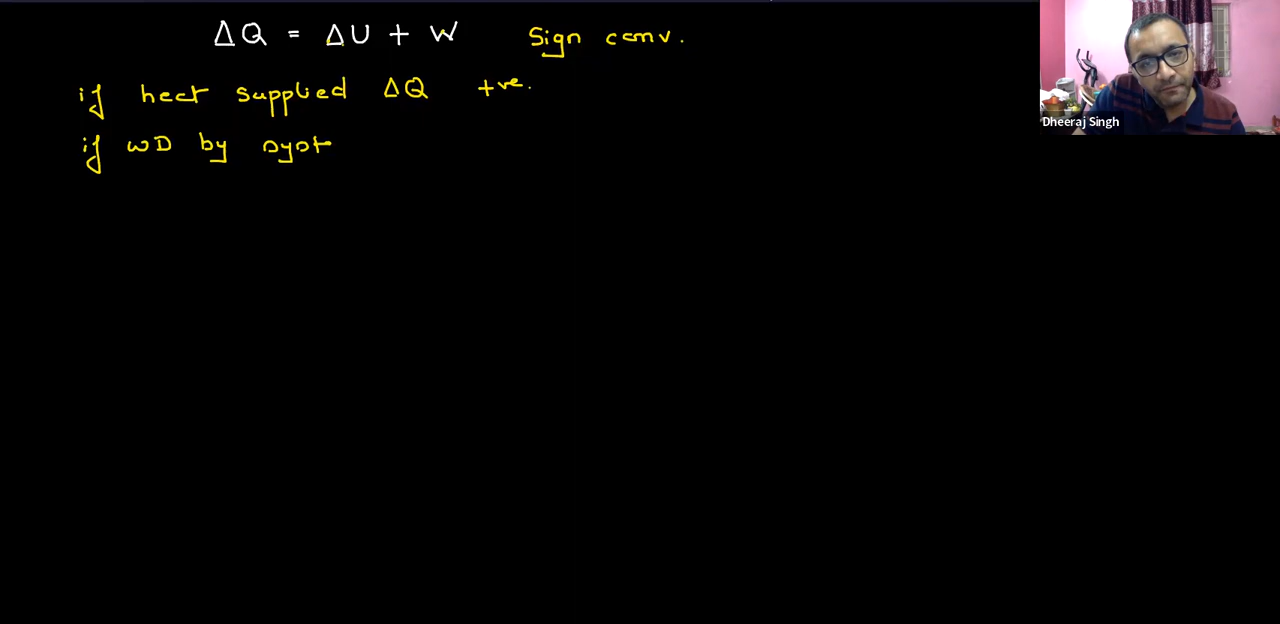 ΔQ = ΔU + W Sign conv.
if heat supplied ΔQ +ve.
if WD by syst
Dheeraj Singh